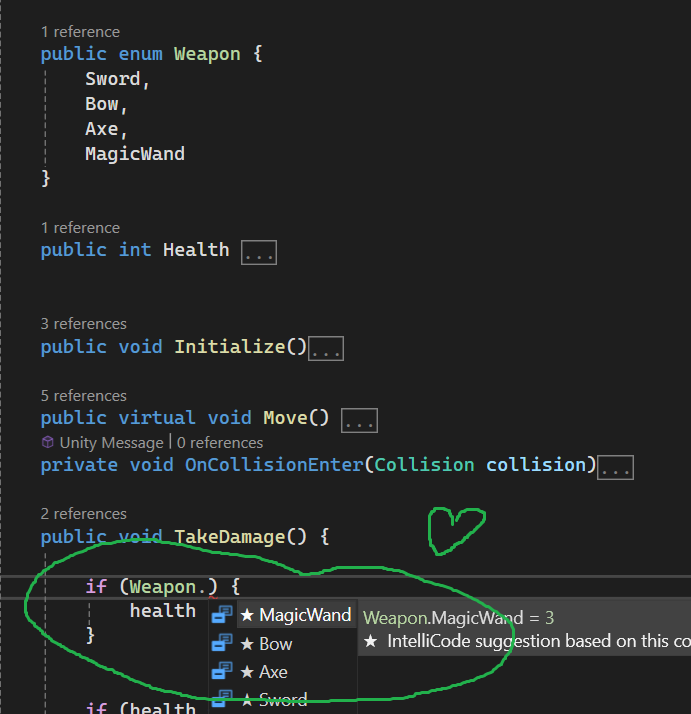 1 reference
public enum Weapon {
Sword,
Bow,
Axe,
MagicWand
}
1 reference
public int Health ...
3 references
public void Initialize()...
5 references
public virtual void Move() ...
Unity Message | 0 references
private void OnCollisionEnter(Collision collision)...
2 references
public void TakeDamage() {
if (Weapon.) {
health ★ MagicWand Weapon.MagicWand = 3
} ★ Bow ★ IntelliCode suggestion based on this co
★ Axe
★ Sword
if (health